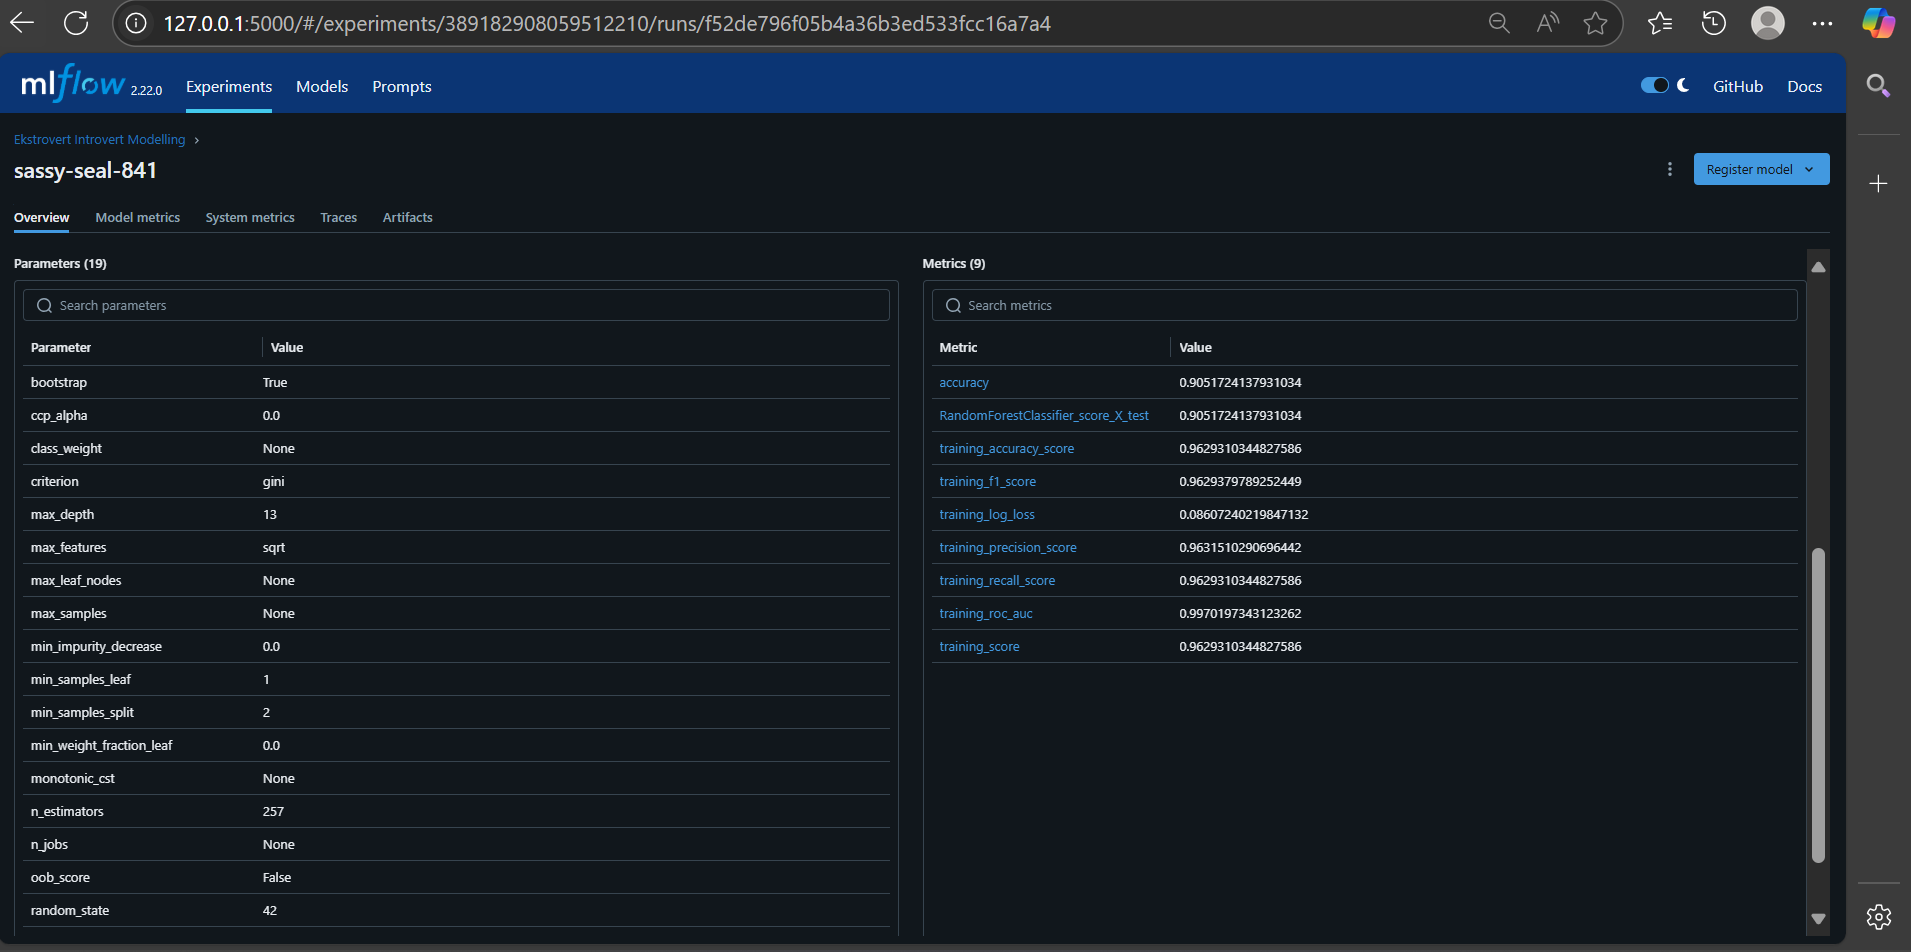 127.0.0.1:5000/#/experiments/389182908059512210/runs/f52de796f05b4a36b3ed533fcc16a7a4
mlflow 2.22.0 Experiments Models Prompts GitHub Docs
Ekstrovert Introvert Modelling ›
sassy-seal-841
Register model
Overview Model metrics System metrics Traces Artifacts
Parameters (19)
Search parameters
Parameter Value
bootstrap True
ccp_alpha 0.0
class_weight None
criterion gini
max_depth 13
max_features sqrt
max_leaf_nodes None
max_samples None
min_impurity_decrease 0.0
min_samples_leaf 1
min_samples_split 2
min_weight_fraction_leaf 0.0
monotonic_cst None
n_estimators 257
n_jobs None
oob_score False
random_state 42
Metrics (9)
Search metrics
Metric Value
accuracy 0.9051724137931034
RandomForestClassifier_score_X_test 0.9051724137931034
training_accuracy_score 0.9629310344827586
training_f1_score 0.9629379789252449
training_log_loss 0.08607240219847132
training_precision_score 0.9631510290696442
training_recall_score 0.9629310344827586
training_roc_auc 0.9970197343123262
training_score 0.9629310344827586